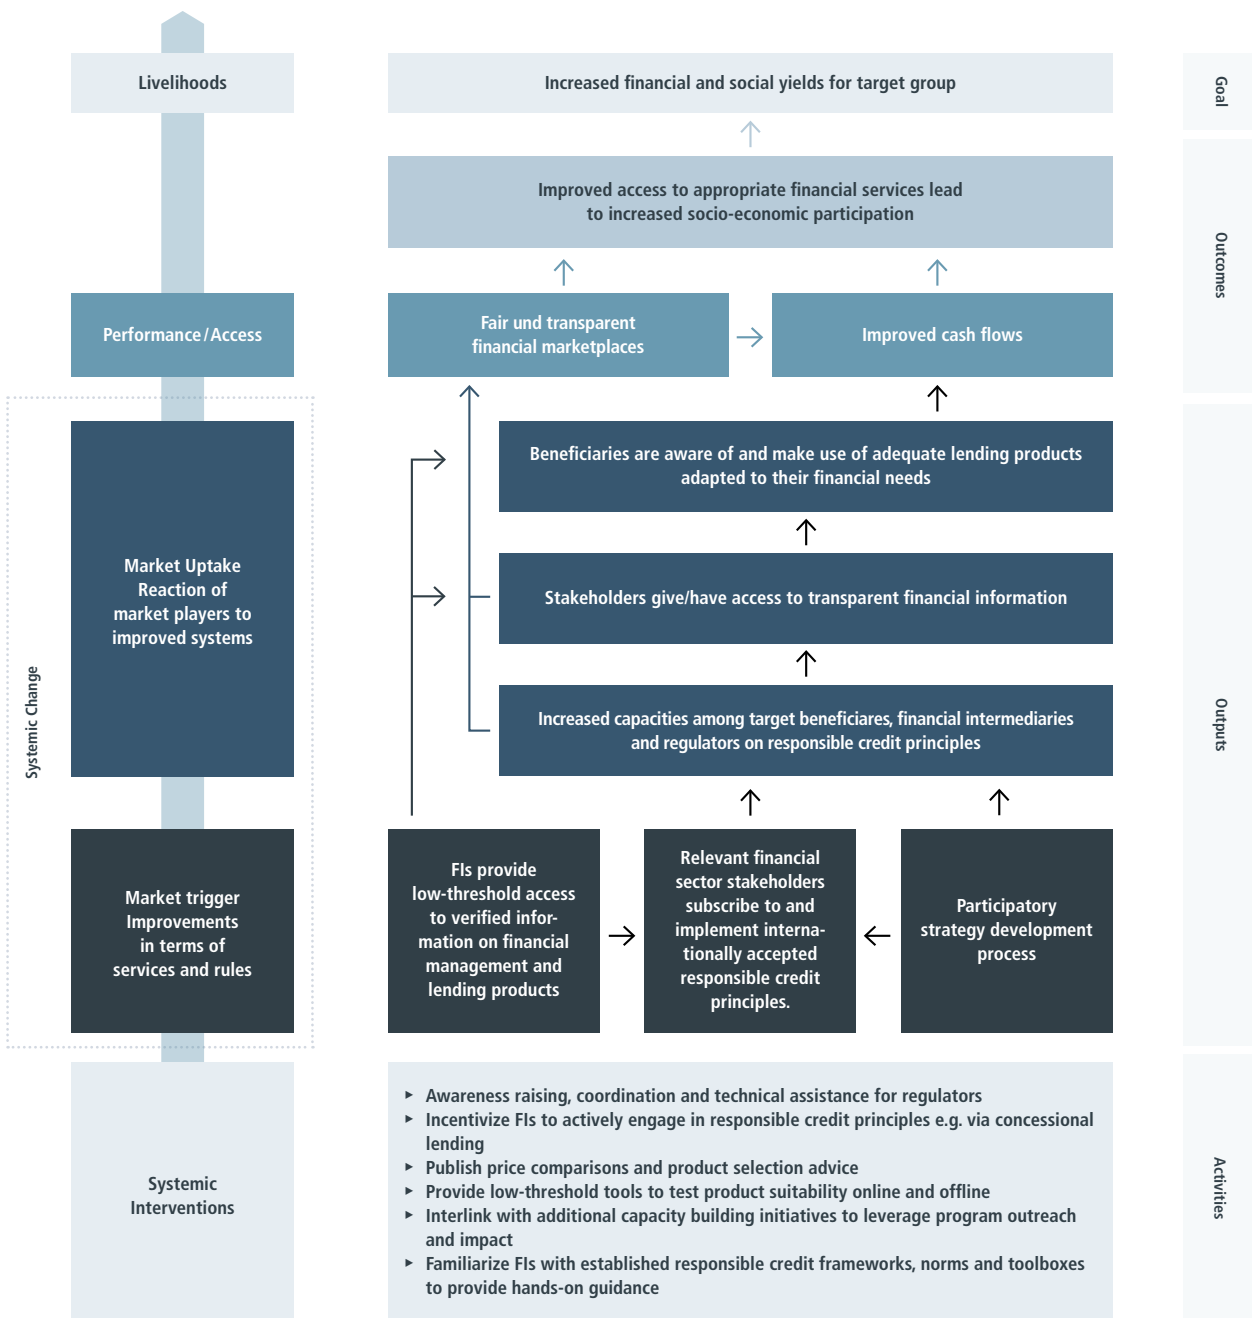 Livelihoods
Increased financial and social yields for target group
Goal
Improved access to appropriate financial services lead
to increased socio-economic participation
Outcomes
Performance/Access
Fair und transparent
financial marketplaces
Improved cash flows
Systemic Change
Market Uptake
Reaction of
market players to
improved systems
Beneficiaries are aware of and make use of adequate lending products
adapted to their financial needs
Stakeholders give/have access to transparent financial information
Increased capacities among target beneficiares, financial intermediaries
and regulators on responsible credit principles
Outputs
Market trigger
Improvements
in terms of
services and rules
FIs provide
low-threshold access
to verified infor-
mation on financial
management and
lending products
Relevant financial
sector stakeholders
subscribe to and
implement interna-
tionally accepted
responsible credit
principles.
Participatory
strategy development
process
Systemic
Interventions
▸ Awareness raising, coordination and technical assistance for regulators
▸ Incentivize FIs to actively engage in responsible credit principles e.g. via concessional
lending
▸ Publish price comparisons and product selection advice
▸ Provide low-threshold tools to test product suitability online and offline
▸ Interlink with additional capacity building initiatives to leverage program outreach
and impact
▸ Familiarize FIs with established responsible credit frameworks, norms and toolboxes
to provide hands-on guidance
Activities